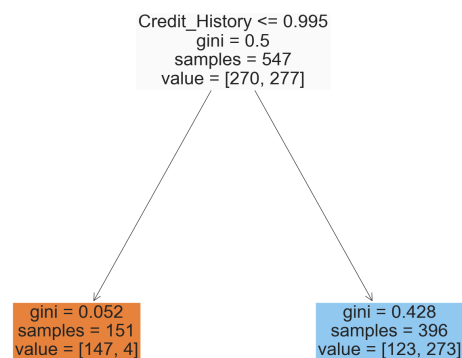 Credit_History <= 0.995
gini = 0.5
samples = 547
value = [270, 277]
gini = 0.052
samples = 151
value = [147, 4]
gini = 0.428
samples = 396
value = [123, 273]